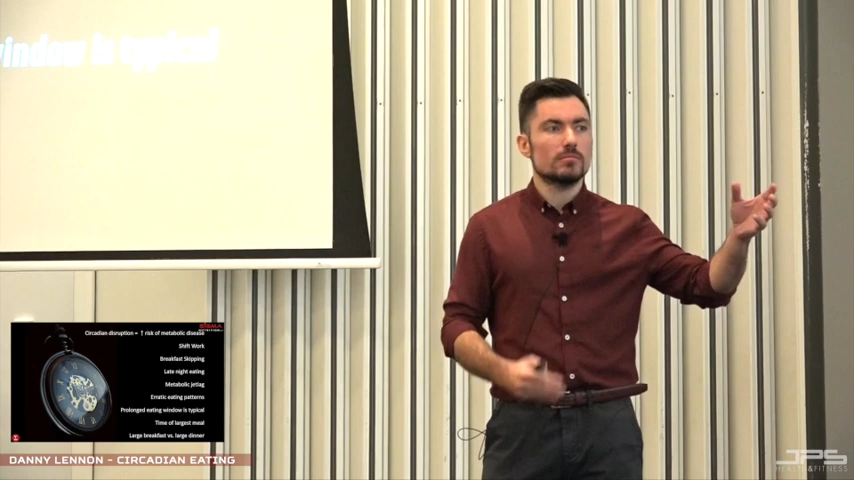 window is typical
SIGMA
Circadian disruption = ↑ risk of metabolic disease
Shift Work
Breakfast Skipping
Late night eating
Metabolic jetlag
Erratic eating patterns
Prolonged eating window is typical
Time of largest meal
Large breakfast vs. large dinner
DANNY LENNON - CIRCADIAN EATING
JPS
HEALTH&FITNESS